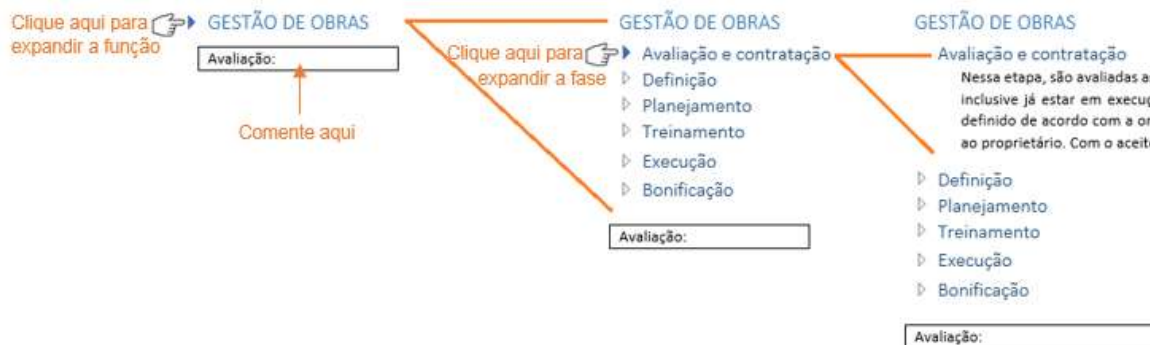 Clique aqui para
expandir a função
GESTÃO DE OBRAS
Avaliação:
Comente aqui
GESTÃO DE OBRAS
Clique aqui para
expandir a fase
Avaliação e contratação
Definição
Planejamento
Treinamento
Execução
Bonificação
Avaliação:
GESTÃO DE OBRAS
Avaliação e contratação
Nessa etapa, são avaliadas
inclusive já estar em
definido de acordo com a
ao proprietário. Com o
Definição
Planejamento
Treinamento
Execução
Bonificação
Avaliação: